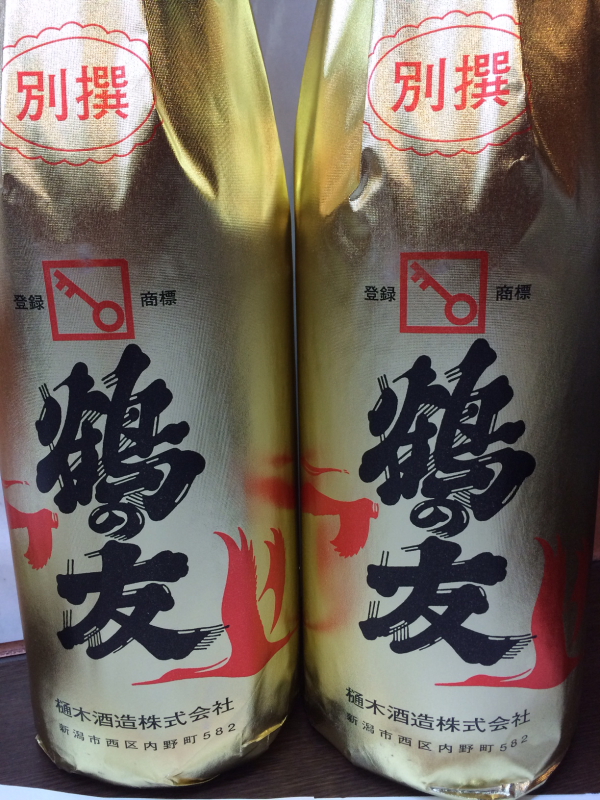 別撰
登録 商標
鶴の友
樋木酒造株式会社
新潟市西区内野町582
別撰
登録 商標
鶴の友
樋木酒造株式会社
新潟市西区内野町582